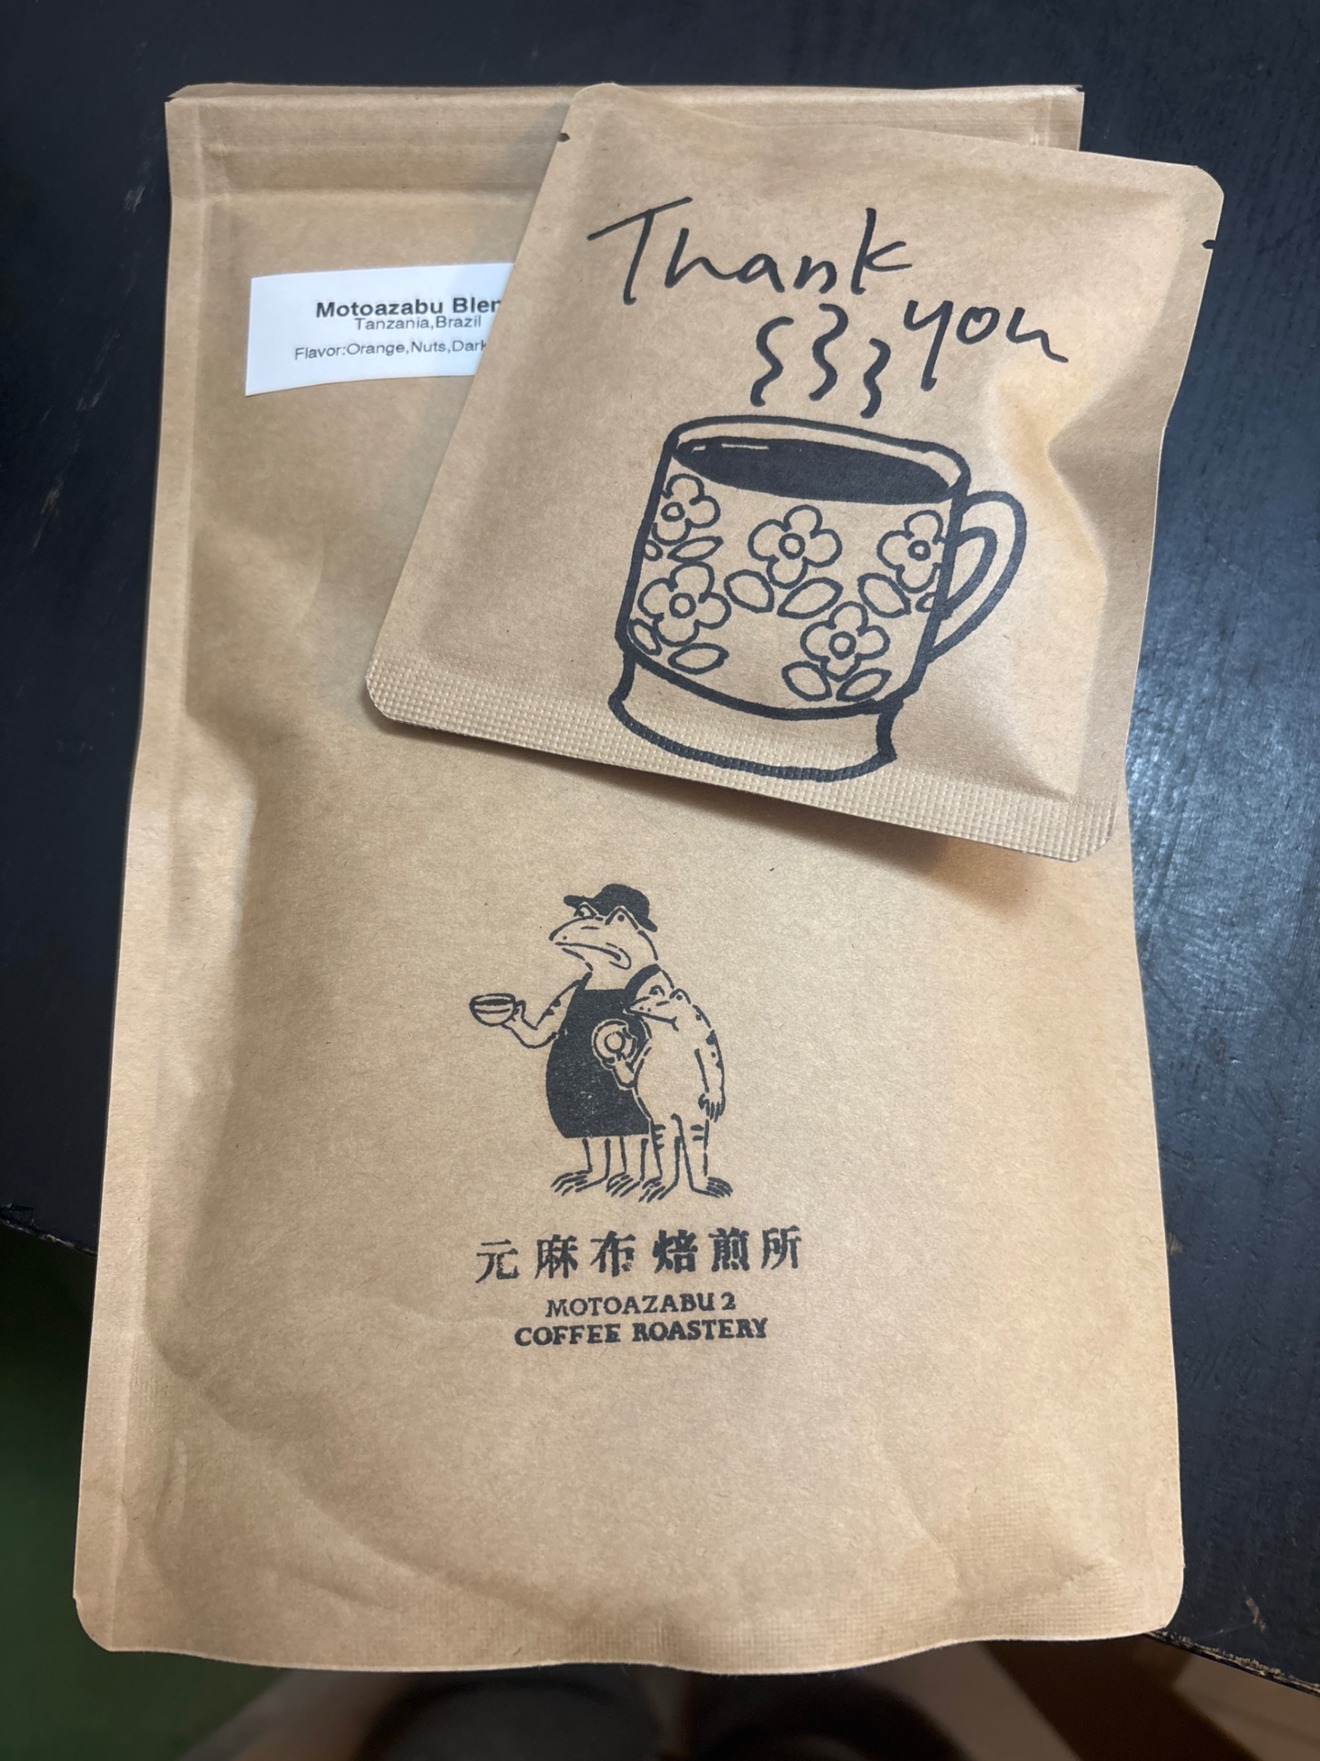 Thank
you
Motoazabu
Tanzania,Brazil
Flavor:Orange,Nuts,Dark
元麻布焙煎所
MOTOAZABU 2
COFFEE ROASTERY